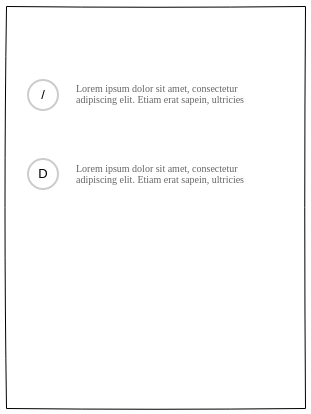 /
Lorem ipsum dolor sit amet, consectetur
adipiscing elit. Etiam erat sapein, ultricies
D
Lorem ipsum dolor sit amet, consectetur
adipiscing elit. Etiam erat sapein, ultricies